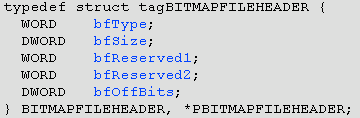 typedef struct tagBITMAPFILEHEADER {
  WORD    bfType;
  DWORD   bfSize;
  WORD    bfReserved1;
  WORD    bfReserved2;
  DWORD   bfOffBits;
} BITMAPFILEHEADER, *PBITMAPFILEHEADER;